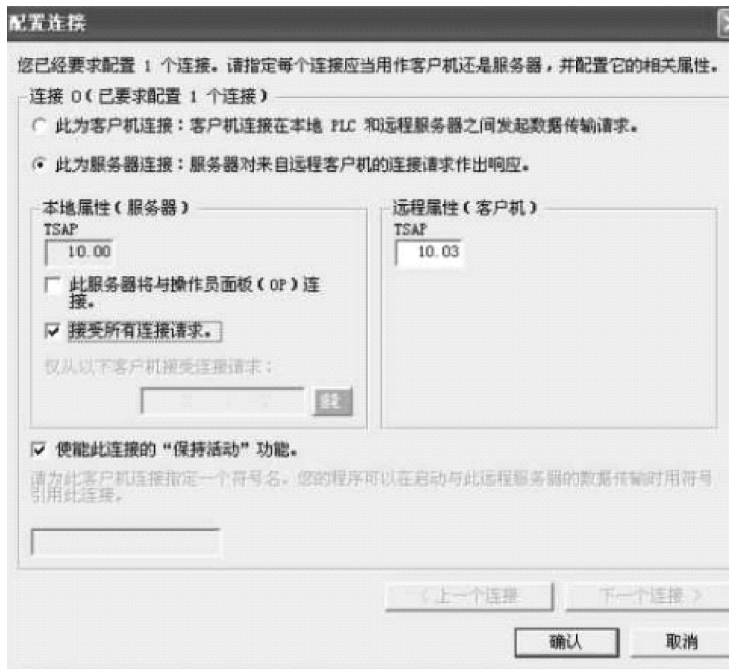 配置连接
您已经要求配置 1 个连接。请指定每个连接应当用作客户机还是服务器，并配置它的相关属性。
连接 0(已要求配置 1 个连接)
此为客户机连接：客户机连接在本地 PLC 和远程服务器之间发起数据传输请求。
此为服务器连接：服务器对来自远程客户机的连接请求作出响应。
本地属性(服务器)
TSAP
10.00
此服务器将与操作员面板(OP)连
接。
接受所有连接请求。
仅从以下客户机接受连接请求：
远程属性(客户机)
TSAP
10.03
使能此连接的“保持活动”功能。
请为此客户机连接指定一个符号名。您的程序可以在启动与此远程服务器的数据传输时用符号
引用此连接。
< 上一个连接
下一个连接 >
确认
取消